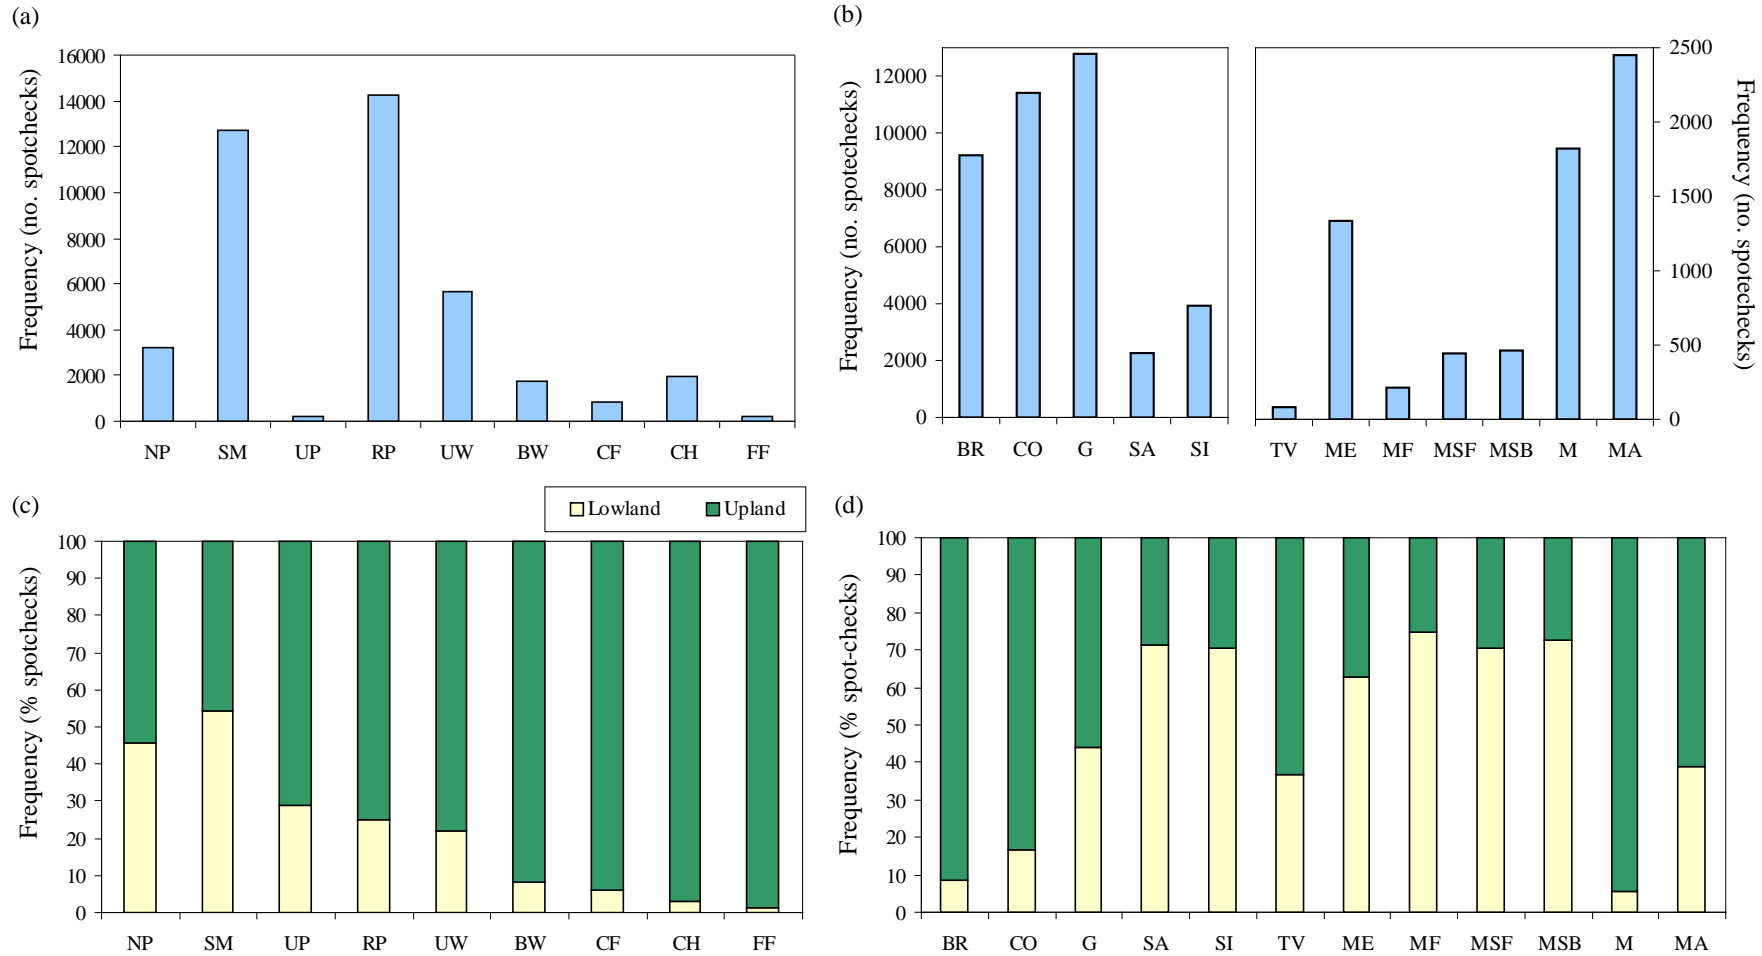 (a)
Frequency (no. spotchecks)
16000
14000
12000
10000
8000
6000
4000
2000
0
NP SM UP RP UW BW CF CH FF
(b)
Frequency (no. spotechecks)
12000
10000
8000
6000
4000
2000
0
BR CO G SA SI
TV ME MF MSF MSB M MA
2500
2000
1500
1000
500
0
Frequency (no. spotechecks)
(c)
Lowland Upland
Frequency (% spotchecks)
100
90
80
70
60
50
40
30
20
10
0
NP SM UP RP UW BW CF CH FF
(d)
Frequency (% spot-checks)
100
90
80
70
60
50
40
30
20
10
0
BR CO G SA SI TV ME MF MSF MSB M MA